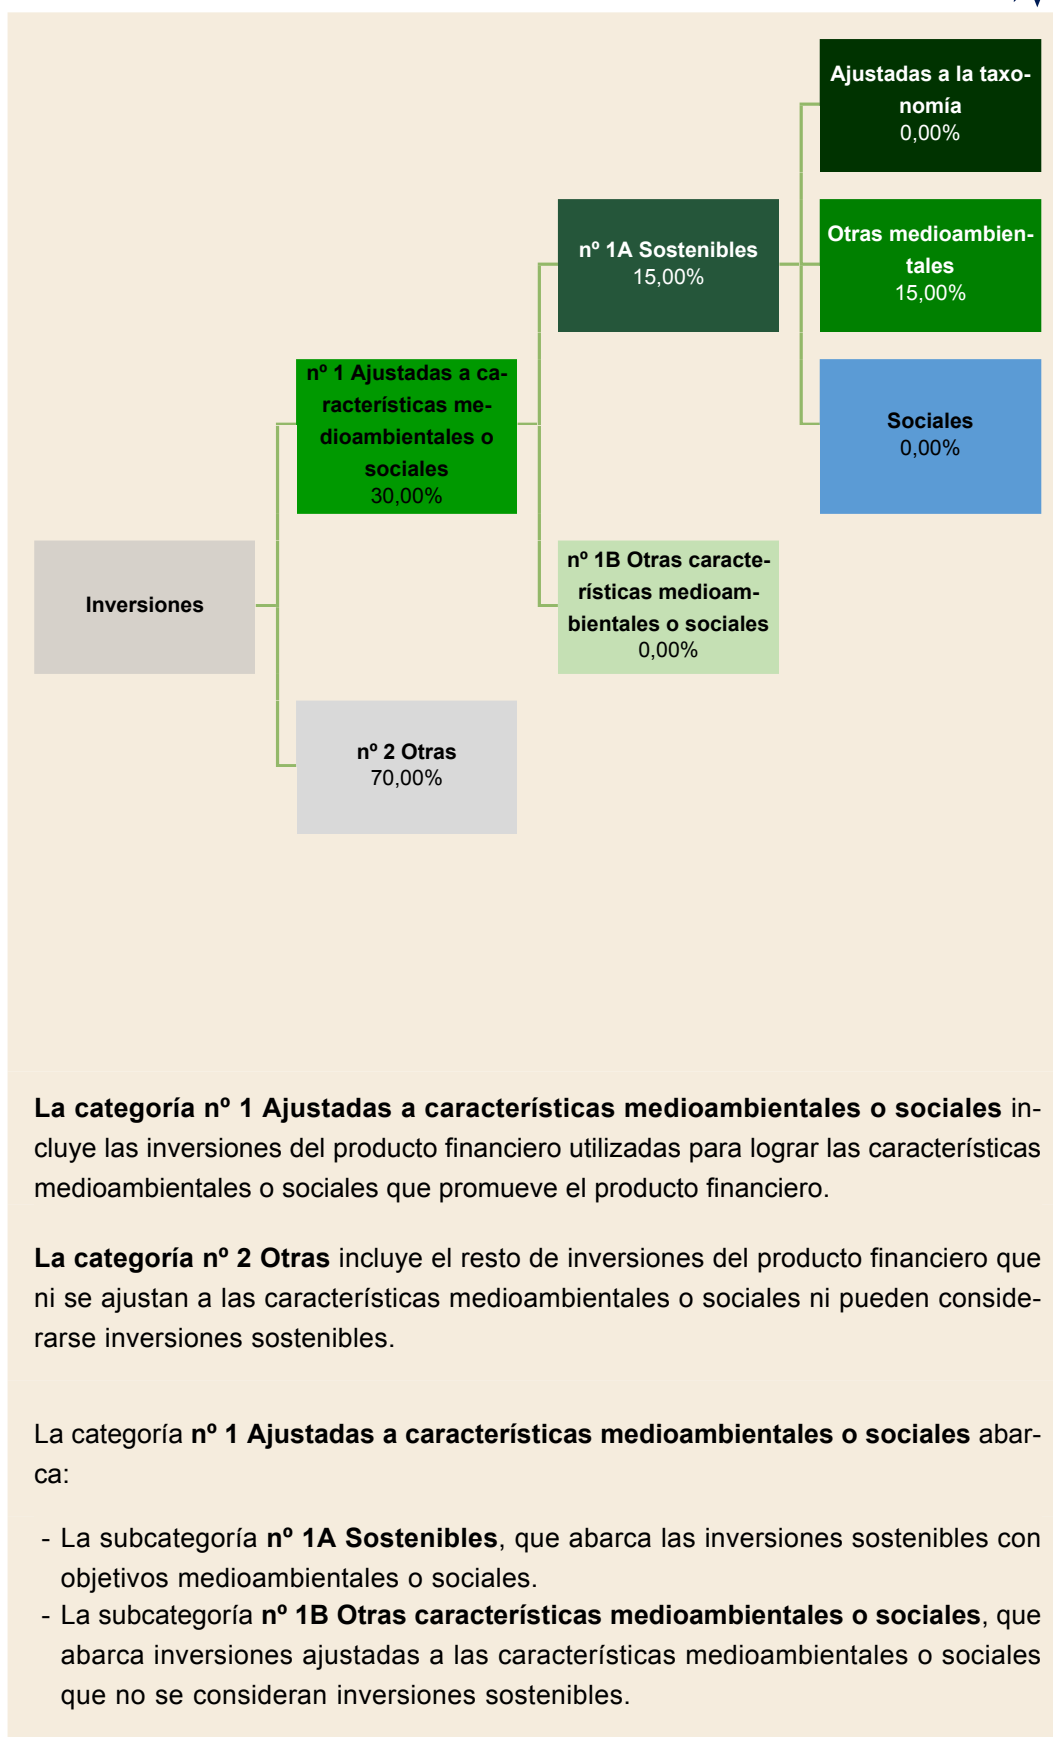 Ajustadas a la taxo-
nomía
0,00%
nº 1A Sostenibles
15,00%
Otras medioambien-
tales
15,00%
nº 1 Ajustadas a ca-
racterísticas me-
dioambientales o
sociales
30,00%
Sociales
0,00%
Inversiones
nº 1B Otras caracte-
rísticas medioam-
bientales o sociales
0,00%
nº 2 Otras
70,00%
La categoría nº 1 Ajustadas a características medioambientales o sociales in-
cluye las inversiones del producto financiero utilizadas para lograr las características
medioambientales o sociales que promueve el producto financiero.
La categoría nº 2 Otras incluye el resto de inversiones del producto financiero que
ni se ajustan a las características medioambientales o sociales ni pueden conside-
rarse inversiones sostenibles.
La categoría nº 1 Ajustadas a características medioambientales o sociales abar-
ca:
- La subcategoría nº 1A Sostenibles, que abarca las inversiones sostenibles con
objetivos medioambientales o sociales.
- La subcategoría nº 1B Otras características medioambientales o sociales, que
abarca inversiones ajustadas a las características medioambientales o sociales
que no se consideran inversiones sostenibles.